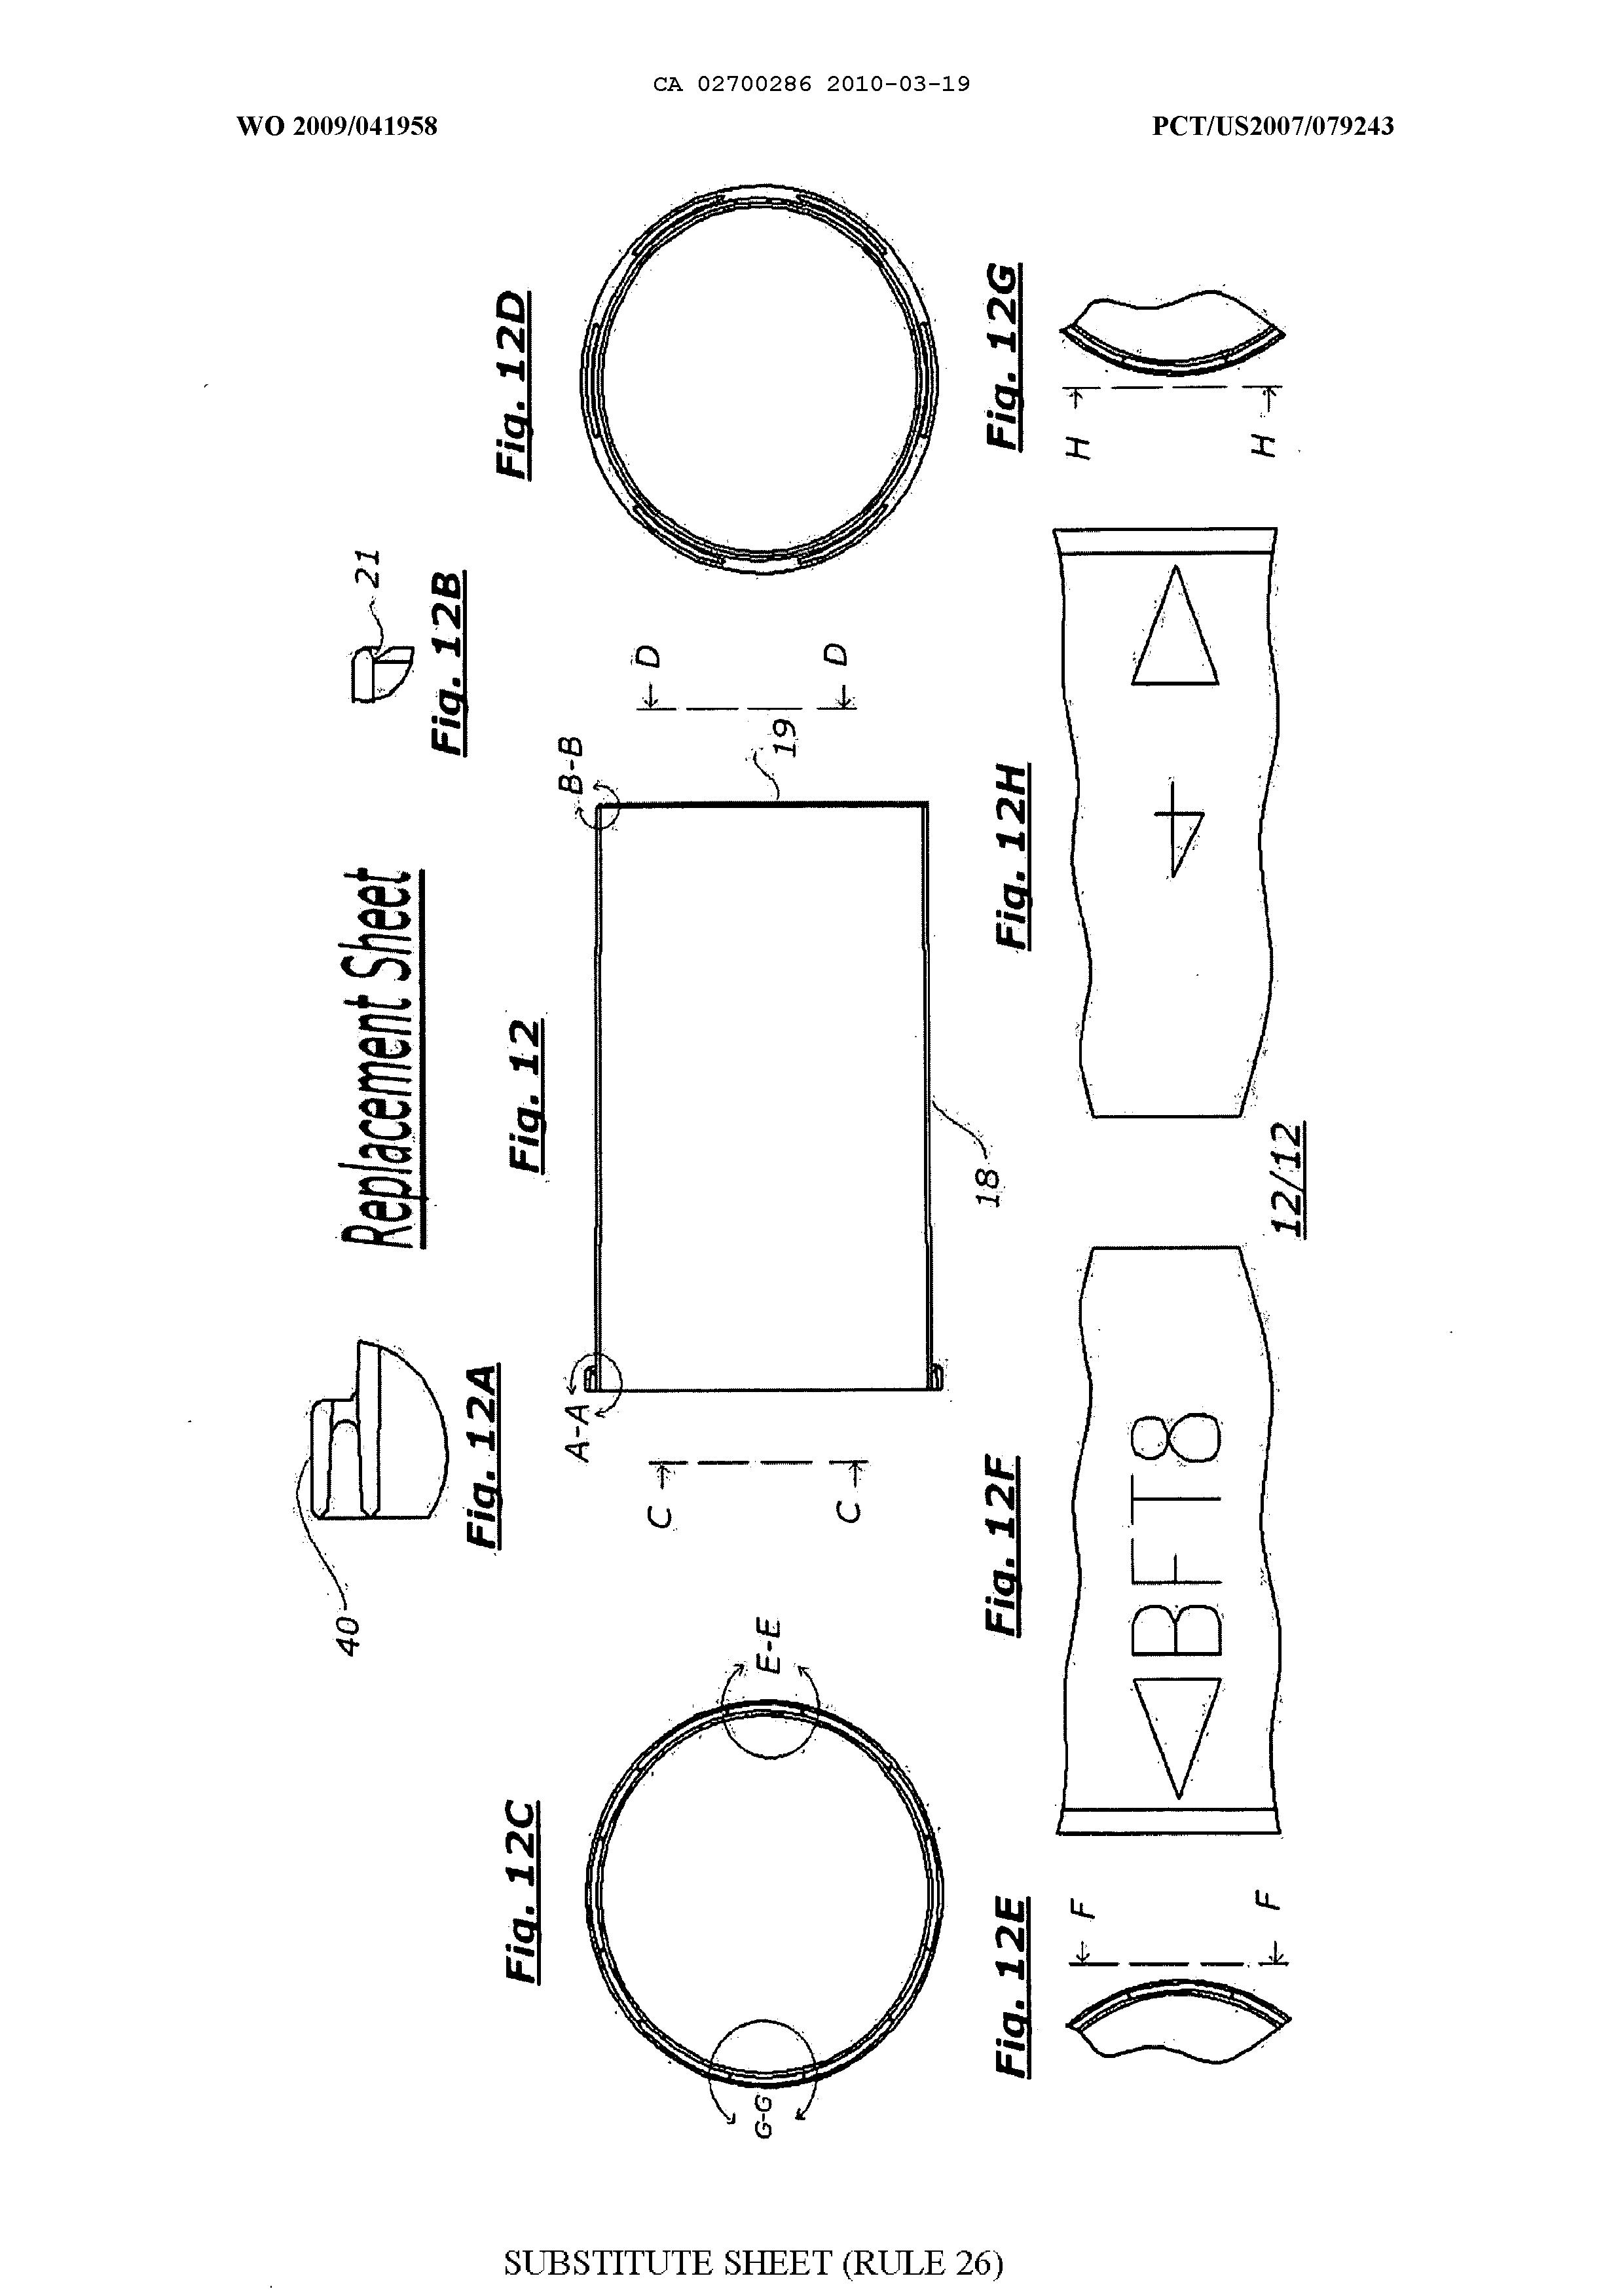 CA 02700286 2010-03-19
WO 2009/041958
PCT/US2007/079243
Replacement Sheet
40
Fig. 12A
21
Fig. 12B
Fig. 12C
G-G
E-E
Fig. 12
A-A
B-B
C
C
D
D
19
18
Fig. 12D
Fig. 12E
F
F
Fig. 12F
BFT8
Fig. 12H
4
Fig. 12G
H
H
12/12
SUBSTITUTE SHEET (RULE 26)